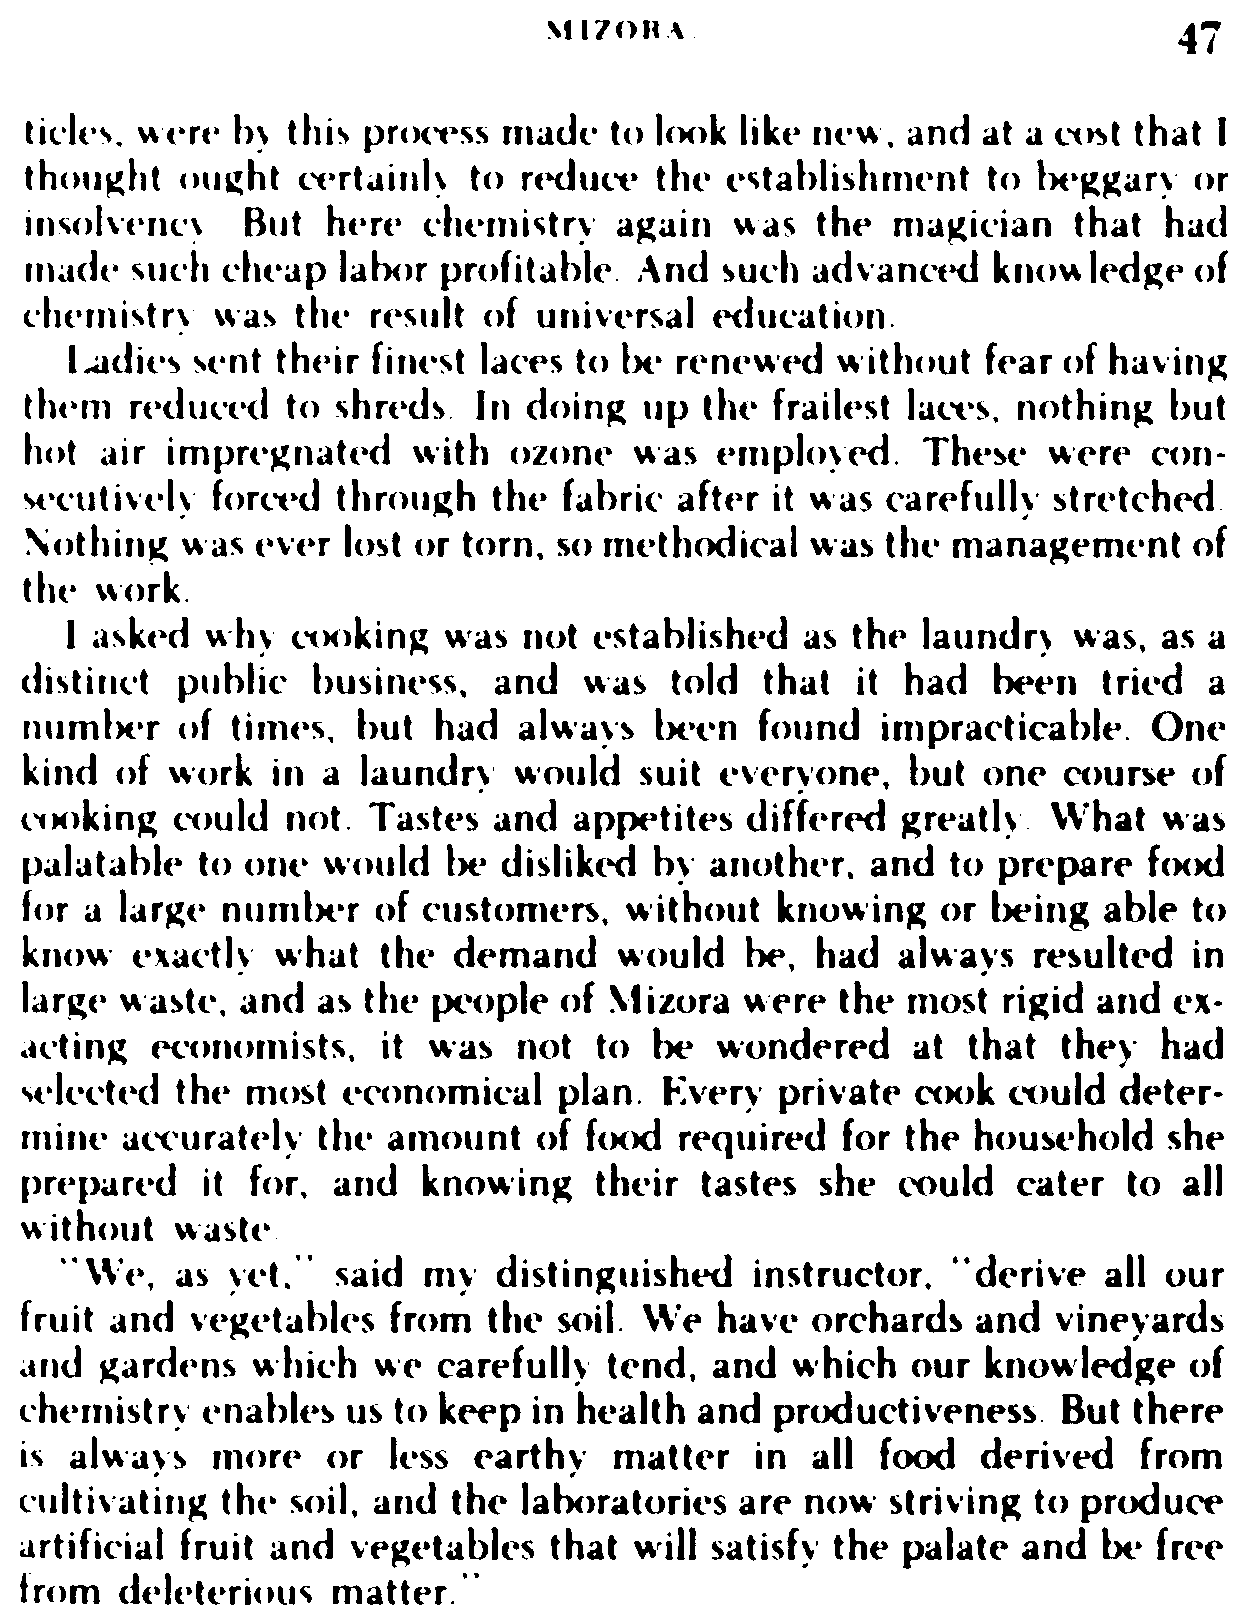 MIZORA
47
ticles, were by this process made to look like new, and at a cost that I
thought ought certainly to reduce the establishment to beggary or
insolvency. But here chemistry again was the magician that had
made such cheap labor profitable. And such advanced knowledge of
chemistry was the result of universal education.
Ladies sent their finest laces to be renewed without fear of having
them reduced to shreds. In doing up the frailest laces, nothing but
hot air impregnated with ozone was employed. These were con-
secutively forced through the fabric after it was carefully stretched.
Nothing was ever lost or torn, so methodical was the management of
the work.
I asked why cooking was not established as the laundry was, as a
distinct public business, and was told that it had been tried a
number of times, but had always been found impracticable. One
kind of work in a laundry would suit everyone, but one course of
cooking could not. Tastes and appetites differed greatly. What was
palatable to one would be disliked by another, and to prepare food
for a large number of customers, without knowing or being able to
know exactly what the demand would be, had always resulted in
large waste, and as the people of Mizora were the most rigid and ex-
acting economists, it was not to be wondered at that they had
selected the most economical plan. Every private cook could deter-
mine accurately the amount of food required for the household she
prepared it for, and knowing their tastes she could cater to all
without waste.
"We, as yet," said my distinguished instructor, "derive all our
fruit and vegetables from the soil. We have orchards and vineyards
and gardens which we carefully tend, and which our knowledge of
chemistry enables us to keep in health and productiveness. But there
is always more or less earthy matter in all food derived from
cultivating the soil, and the laboratories are now striving to produce
artificial fruit and vegetables that will satisfy the palate and be free
from deleterious matter."